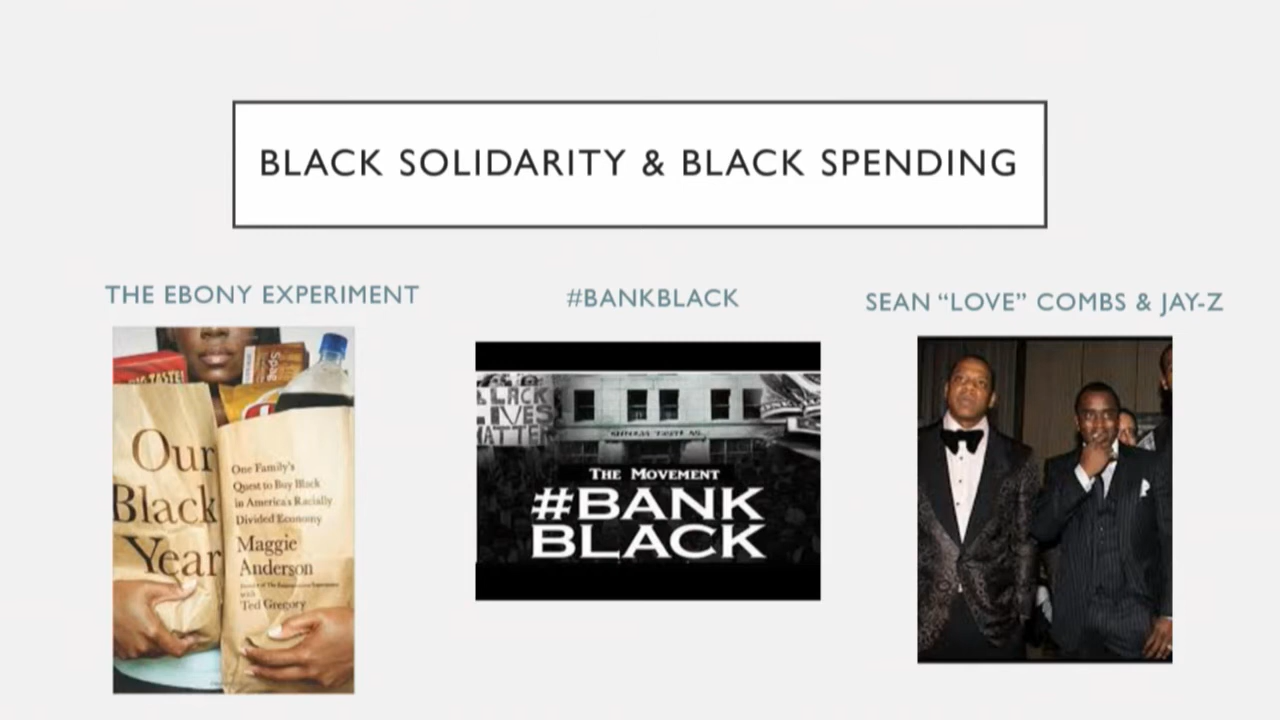 BLACK SOLIDARITY & BLACK SPENDING
THE EBONY EXPERIMENT
#BANKBLACK
SEAN “LOVE” COMBS & JAY-Z
Our
Black
Year
One Family's
Quest to Buy Black
in America's Racially
Divided Economy
Maggie
Anderson
with
Ted Gregory
BLACK
LIVES
MATTER
THE MOVEMENT
#BANK
BLACK